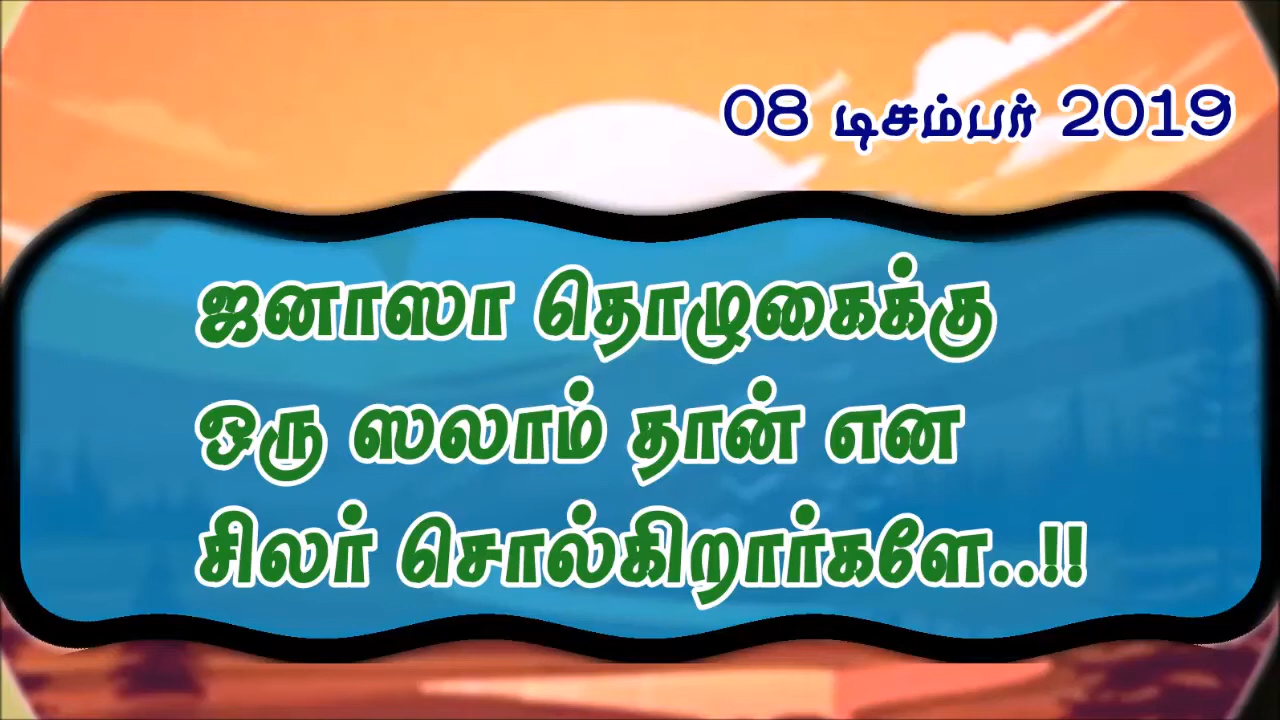 08 டிசம்பர் 2019
ஜனாஸா தொழுகைக்கு
ஒரு ஸலாம் தான் என
சிலர் சொல்கிறார்களே..!!